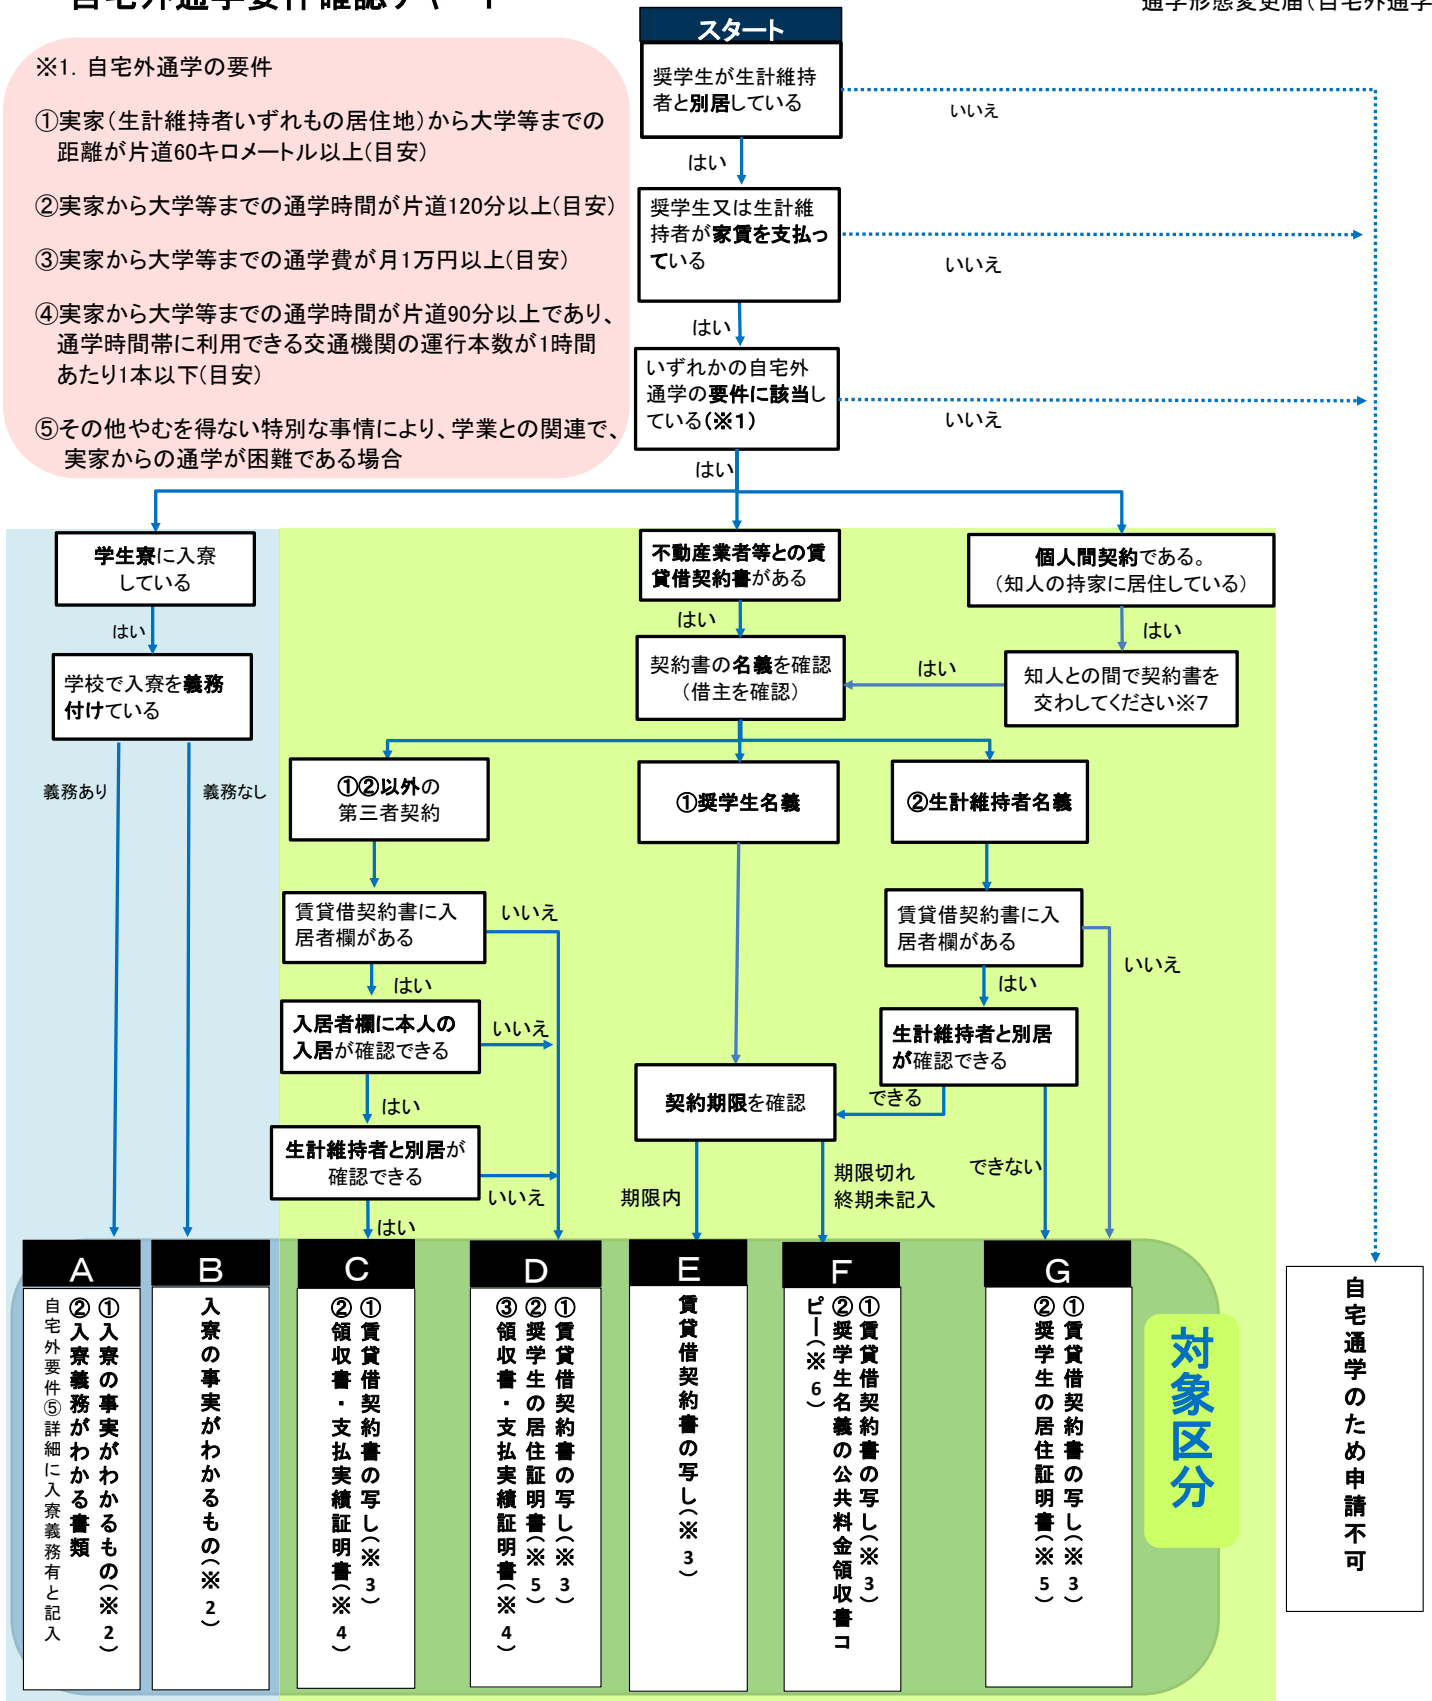 自宅外通学要件確認チャート
通学形態変更届(自宅外通学
※1. 自宅外通学の要件
①実家(生計維持者いずれもの居住地)から大学等までの
距離が片道60キロメートル以上(目安)
②実家から大学等までの通学時間が片道120分以上(目安)
③実家から大学等までの通学費が月1万円以上(目安)
④実家から大学等までの通学時間が片道90分以上であり、
通学時間帯に利用できる交通機関の運行本数が1時間
あたり1本以下(目安)
⑤その他やむを得ない特別な事情により、学業との関連で、
実家からの通学が困難である場合
スタート
奨学生が生計維持
者と別居している
いいえ
はい
奨学生又は生計維
持者が家賃を支払っ
ている
いいえ
はい
いずれかの自宅外
通学の要件に該当し
ている(※1)
いいえ
はい
学生寮に入寮
している
はい
学校で入寮を義務
付けている
義務あり
義務なし
不動産業者等との賃
貸借契約書がある
はい
契約書の名義を確認
(借主を確認)
個人間契約である。
(知人の持家に居住している)
はい
知人との間で契約書を
交わしてください※7
はい
①②以外の
第三者契約
①奨学生名義
②生計維持者名義
賃貸借契約書に入
居者欄がある
いいえ
はい
入居者欄に本人の
入居が確認できる
いいえ
はい
生計維持者と別居が
確認できる
いいえ
はい
賃貸借契約書に入
居者欄がある
いいえ
はい
生計維持者と別居
が確認できる
できる
できない
契約期限を確認
期限内
期限切れ
終期未記入
A
①入寮の事実がわかるもの(※2)
②入寮義務がわかる書類
自宅外要件⑤詳細に入寮義務有と記入
B
入寮の事実がわかるもの(※2)
C
①賃貸借契約書の写し(※3)
②領収書・支払実績証明書(※4)
D
①賃貸借契約書の写し(※3)
②奨学生の居住証明書(※5)
③領収書・支払実績証明書(※4)
E
賃貸借契約書の写し(※3)
F
①賃貸借契約書の写し(※3)
②奨学生名義の公共料金領収書コ
ピー(※6)
G
①賃貸借契約書の写し(※3)
②奨学生の居住証明書(※5)
対象区分
自宅通学のため申請不可